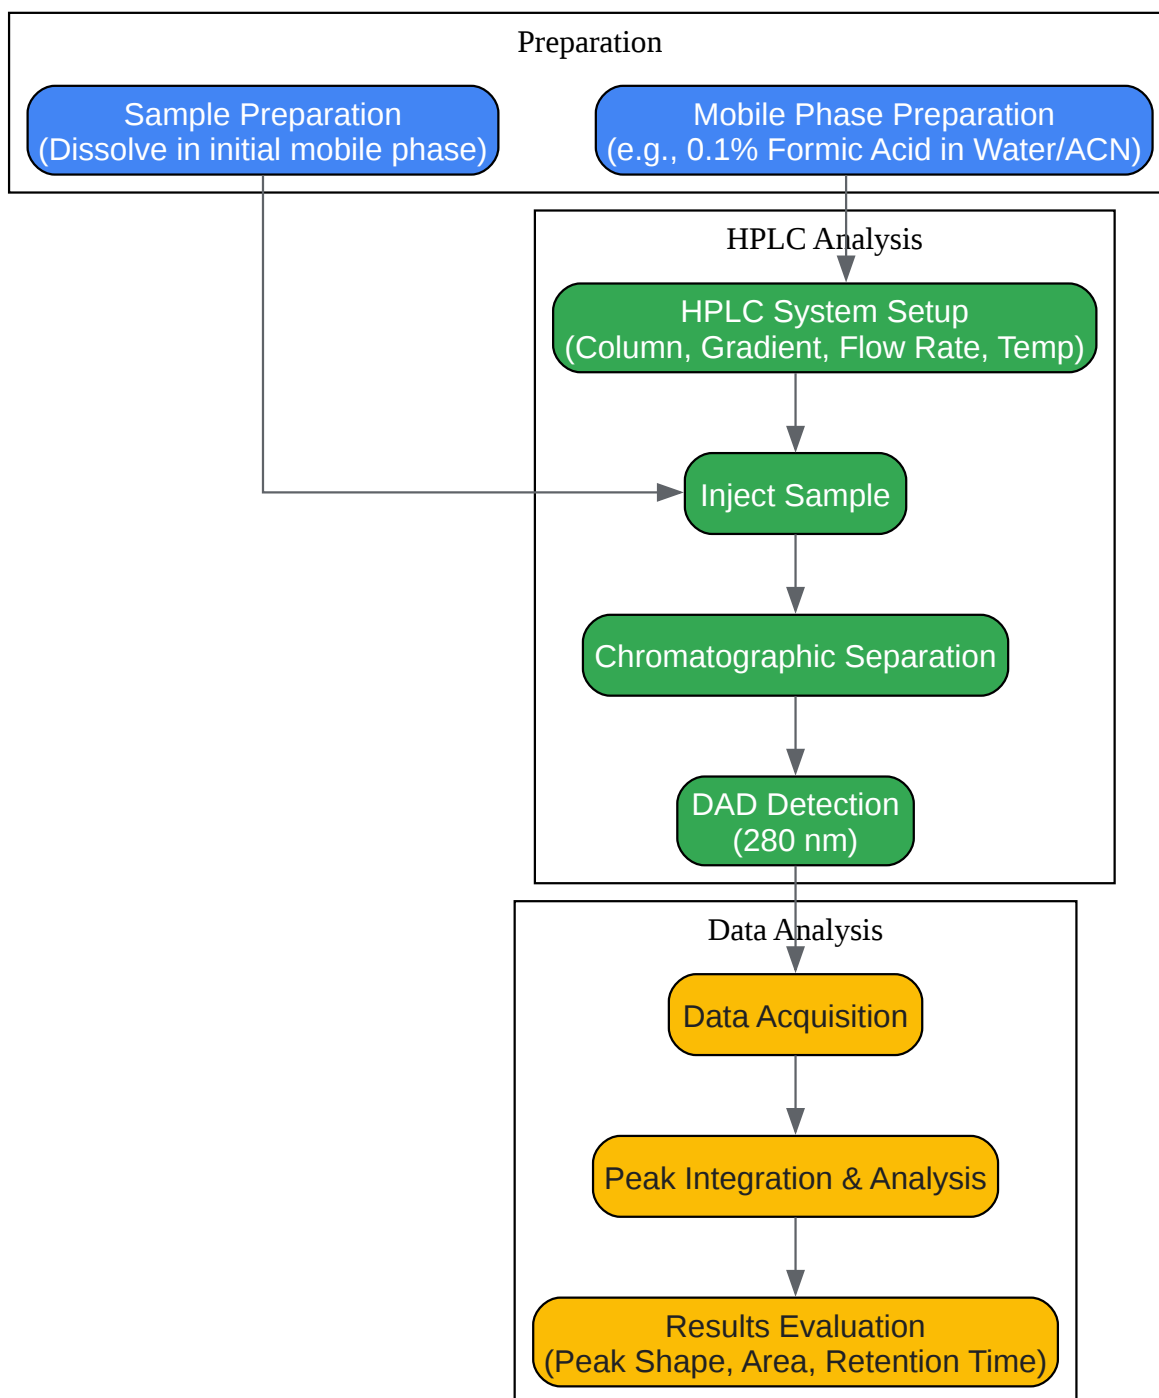 Preparation
Sample Preparation
(Dissolve in initial mobile phase)
Mobile Phase Preparation
(e.g., 0.1% Formic Acid in Water/ACN)
HPLC Analysis
HPLC System Setup
(Column, Gradient, Flow Rate, Temp)
Inject Sample
Chromatographic Separation
DAD Detection
(280 nm)
Data Analysis
Data Acquisition
Peak Integration & Analysis
Results Evaluation
(Peak Shape, Area, Retention Time)